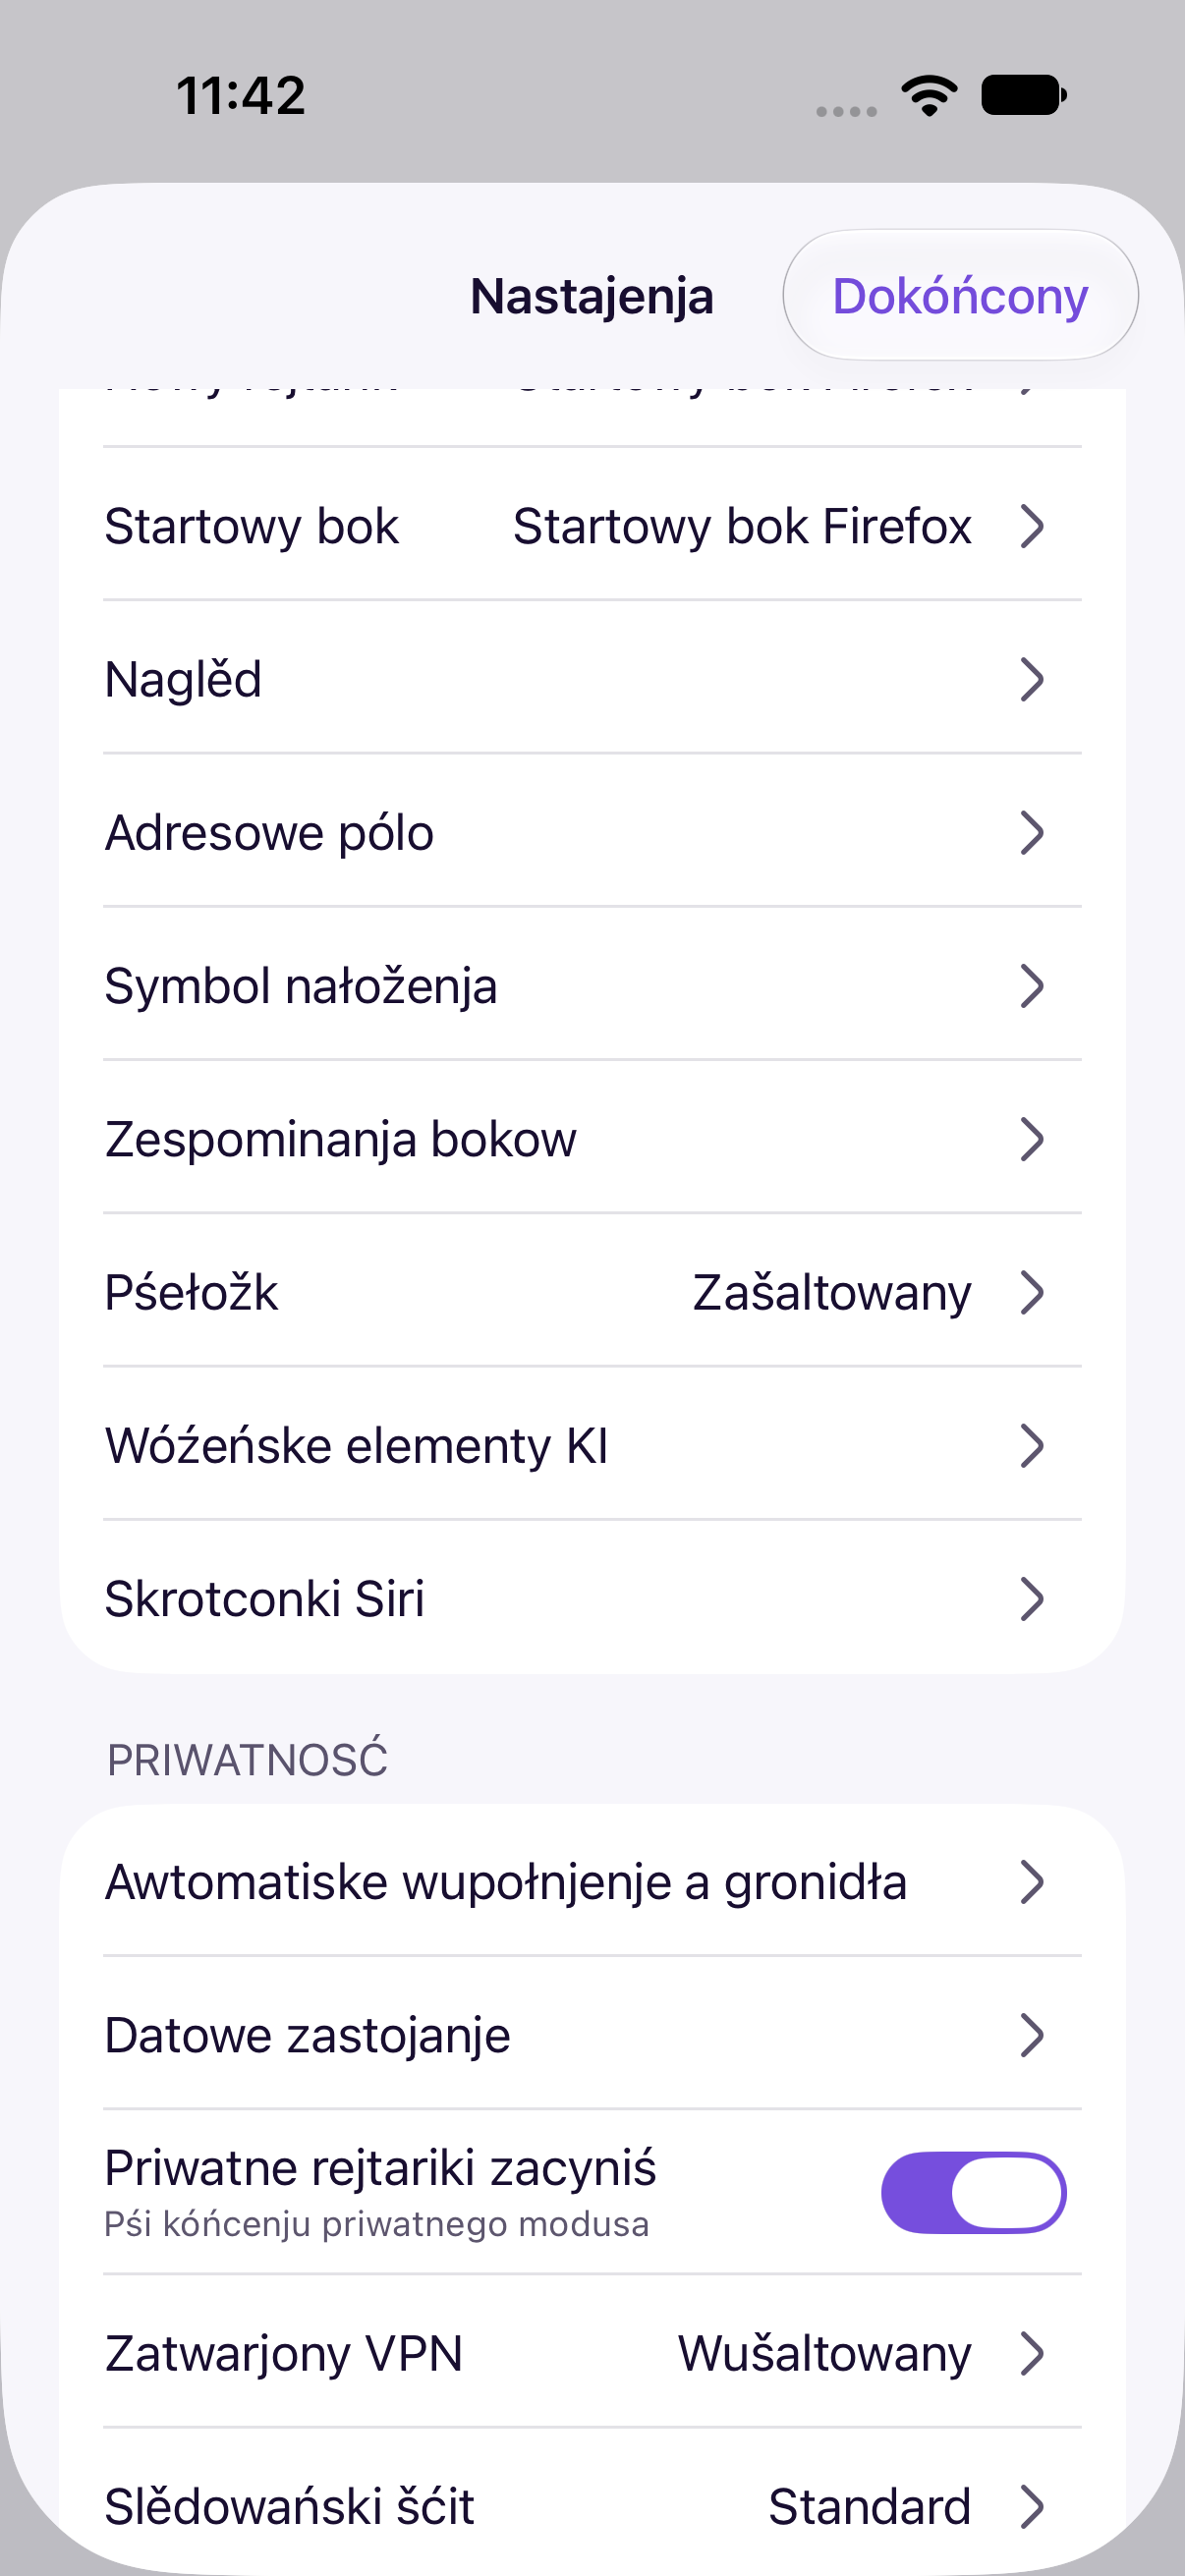 11:42
Nastajenja
Dokóńcony
Startowy bok
Startowy bok Firefox
Naglěd
Adresowe pólo
Symbol nałoženja
Zespominanja bokow
Pśełožk
Zašaltowany
Wóźeńske elementy KI
Skrotconki Siri
PRIWATNOSĆ
Awtomatiske wupołnjenje a gronidła
Datowe zastojanje
Priwatne rejtariki zacyniś
Pśi kóńcenju priwatnego modusa
Zatwarjony VPN
Wušaltowany
Slědowański šćit
Standard